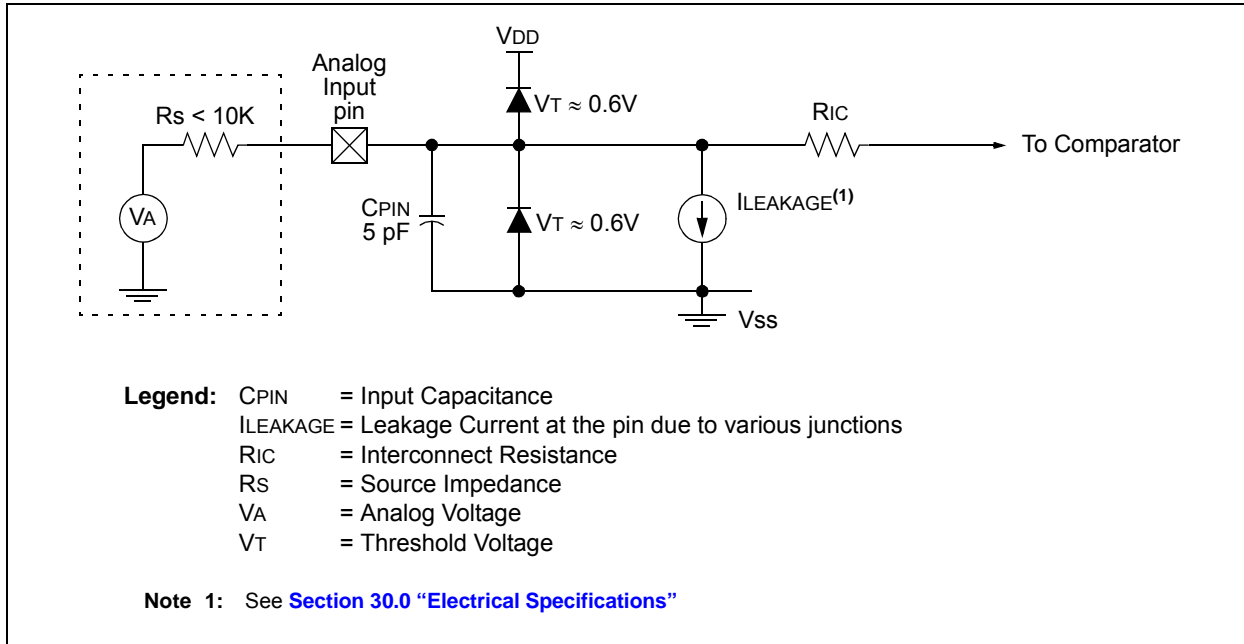 VDD
Analog
Input
pin
Rs < 10K
VT ≈ 0.6V
RIC
To Comparator
VA
CPIN
5 pF
VT ≈ 0.6V
ILEAKAGE(1)
Vss
Legend: CPIN = Input Capacitance
ILEAKAGE = Leakage Current at the pin due to various junctions
RIC = Interconnect Resistance
RS = Source Impedance
VA = Analog Voltage
VT = Threshold Voltage
Note 1: See Section 30.0 “Electrical Specifications”